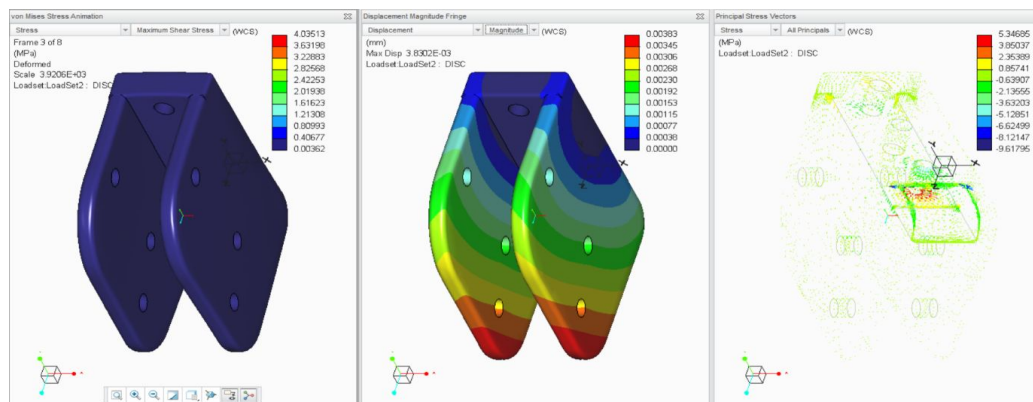 von Mises Stress Animation
Stress Maximum Shear Stress (WCS)
Frame 3 of 8
(MPa)
Deformed
Scale 3.9206E+03
Loadset:LoadSet2 : DISC
4.03513
3.63198
3.22883
2.82568
2.42253
2.01938
1.61623
1.21308
0.80993
0.40677
0.00362
X
Displacement Magnitude Fringe
Displacement Magnitude (WCS)
(mm)
Max Disp 3.8302E-03
Loadset:LoadSet2 : DISC
0.00383
0.00345
0.00306
0.00268
0.00230
0.00192
0.00153
0.00115
0.00077
0.00038
0.00000
X
Principal Stress Vectors
Stress All Principals (WCS)
(MPa)
Loadset:LoadSet2 : DISC
5.34685
3.85037
2.35389
0.85741
-0.63907
-2.13555
-3.63203
-5.12851
-6.62499
-8.12147
-9.61795
Y
X
Z